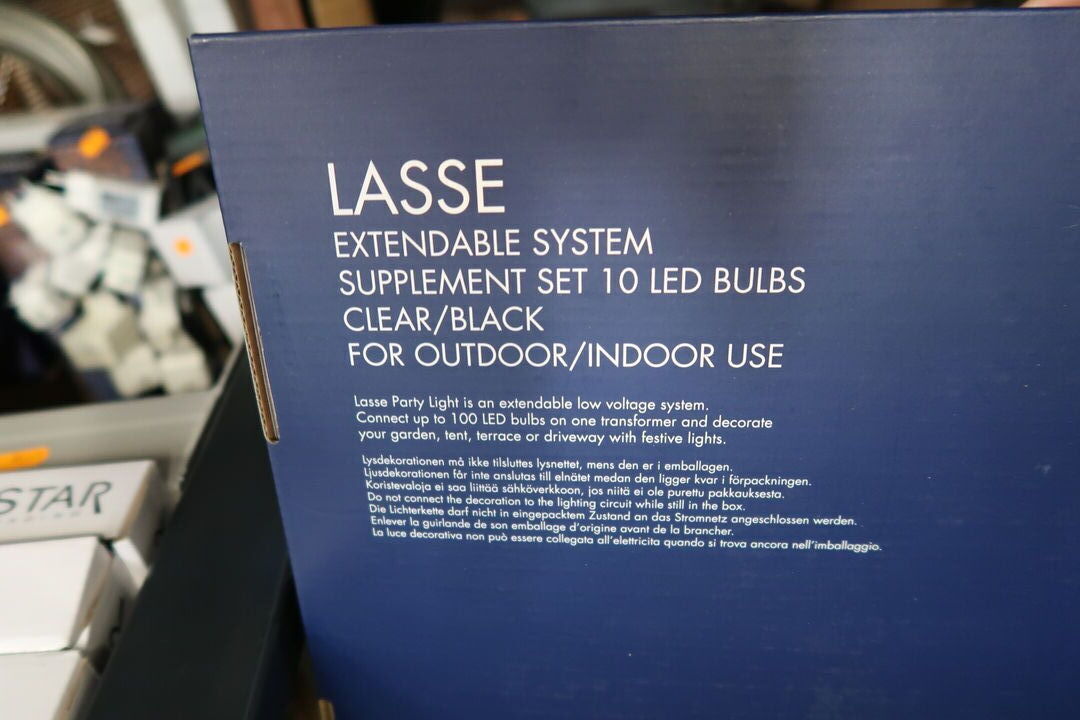 LASSE
EXTENDABLE SYSTEM
SUPPLEMENT SET 10 LED BULBS
CLEAR/BLACK
FOR OUTDOOR/INDOOR USE
Lasse Party Light is an extendable low voltage system.
Connect up to 100 LED bulbs on one transformer and decorate
your garden, tent, terrace or driveway with festive lights.
Lysdekorationen må ikke tilsluttes lysnettet, mens den er i emballagen.
Ljusdekorationen får inte anslutas till elnätet medan den ligger kvar i förpackningen.
Koristevaloja ei saa liittää sähköverkkoon, jos niitä ei ole purettu pakkauksesta.
Do not connect the decoration to the lighting circuit while still in the box.
Die Lichterkette darf nicht in eingepacktem Zustand an das Stromnetz angeschlossen werden.
Enlever la guirlande de son emballage d'origine avant de la brancher.
La luce decorativa non può essere collegata all'elettricita quando si trova ancora nell'imballaggio.
STAR